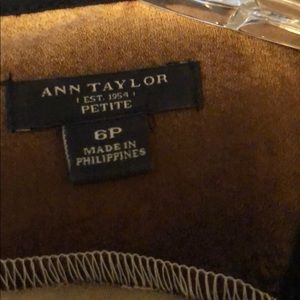 ANN TAYLOR
EST. 1954
PETITE
6P
MADE IN
PHILIPPINES